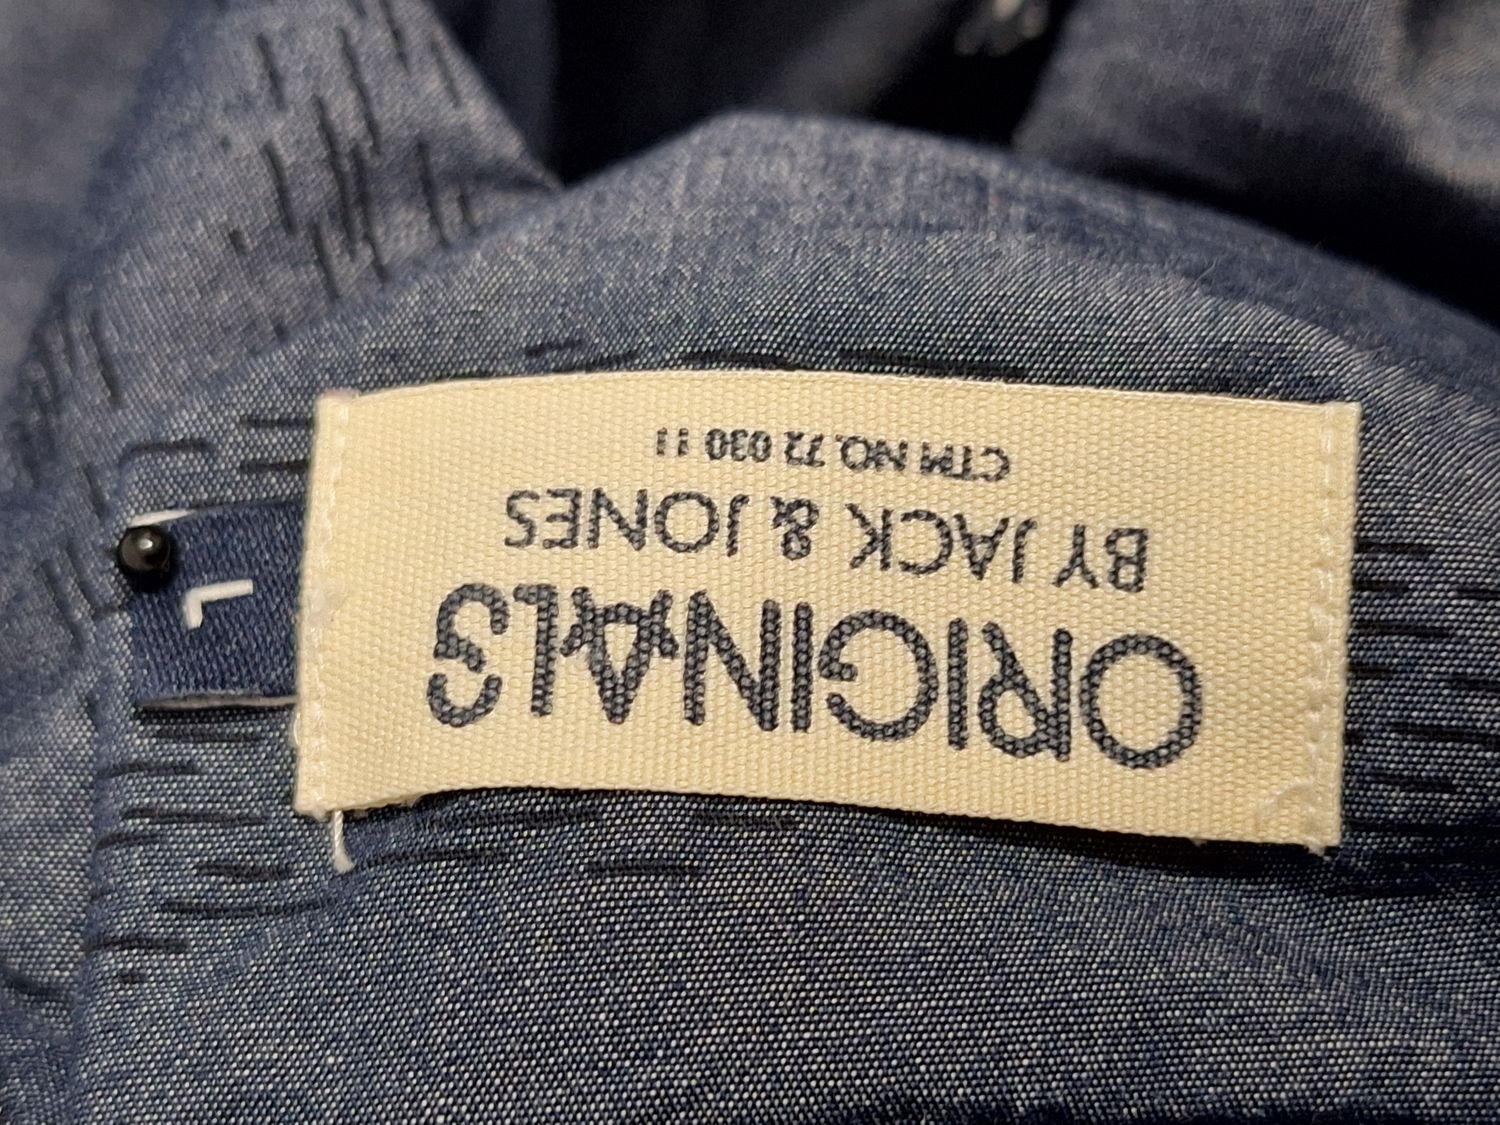 ORIGINALS
BY JACK & JONES
CTM NO. 72 030 11
L